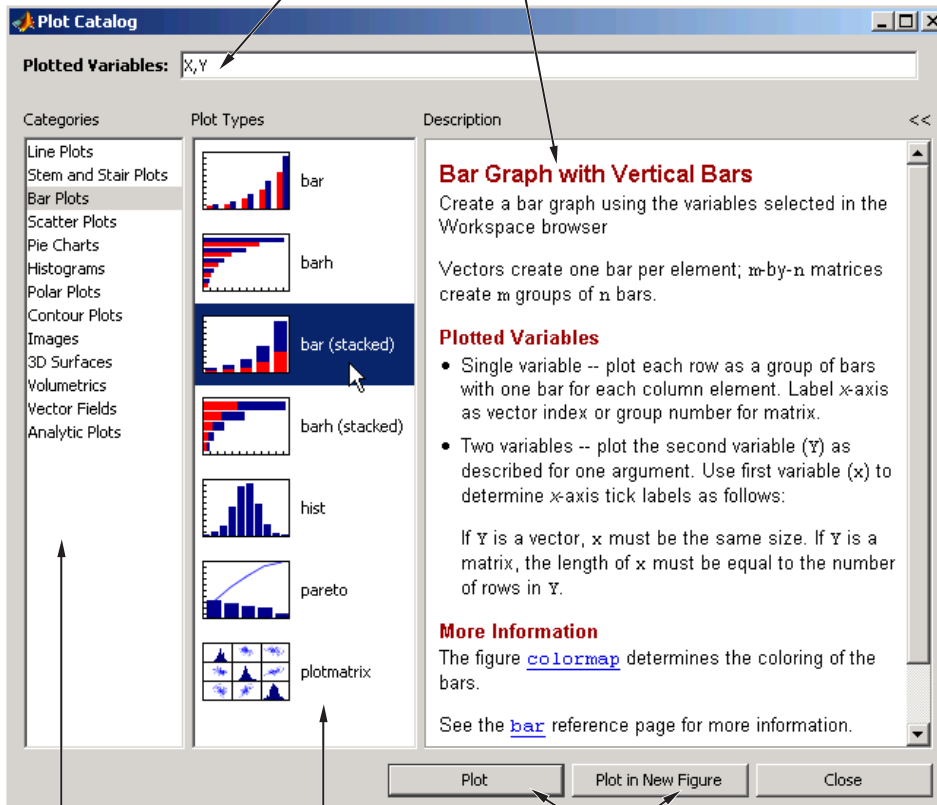 Plot Catalog
Plotted Variables: X,Y
Categories
Plot Types
Description
<<
Line Plots
Stem and Stair Plots
Bar Plots
Scatter Plots
Pie Charts
Histograms
Polar Plots
Contour Plots
Images
3D Surfaces
Volumetrics
Vector Fields
Analytic Plots
bar
barh
bar (stacked)
barh (stacked)
hist
pareto
plotmatrix
Bar Graph with Vertical Bars
Create a bar graph using the variables selected in the
Workspace browser
Vectors create one bar per element; m-by-n matrices
create m groups of n bars.
Plotted Variables
• Single variable -- plot each row as a group of bars
with one bar for each column element. Label x-axis
as vector index or group number for matrix.
• Two variables -- plot the second variable (Y) as
described for one argument. Use first variable (x) to
determine x-axis tick labels as follows:
If Y is a vector, x must be the same size. If Y is a
matrix, the length of x must be equal to the number
of rows in Y.
More Information
The figure colormap determines the coloring of the
bars.
See the bar reference page for more information.
Plot
Plot in New Figure
Close